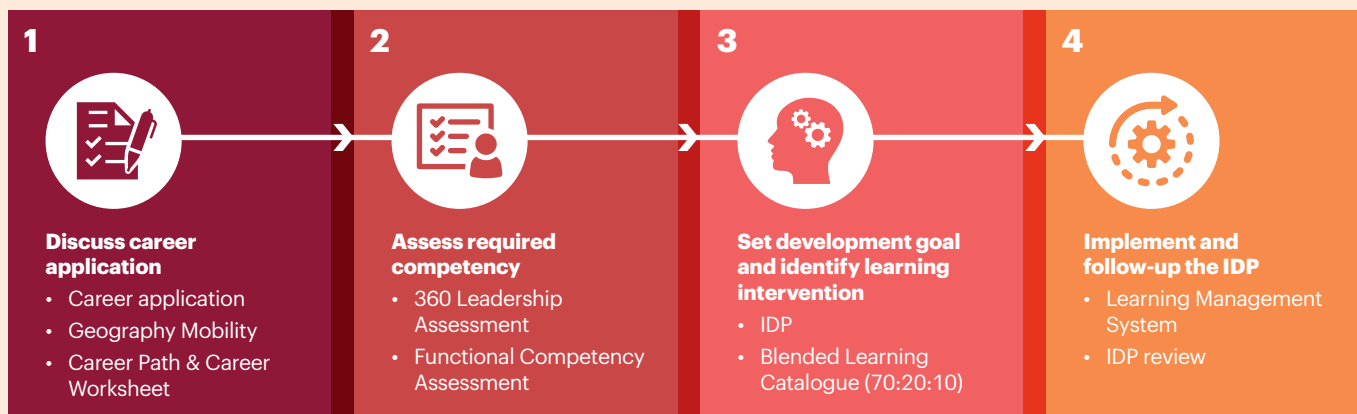 1
Discuss career
application
• Career application
• Geography Mobility
• Career Path & Career
Worksheet
2
Assess required
competency
• 360 Leadership
Assessment
• Functional Competency
Assessment
3
Set development goal
and identify learning
intervention
• IDP
• Blended Learning
Catalogue (70:20:10)
4
Implement and
follow-up the IDP
• Learning Management
System
• IDP review